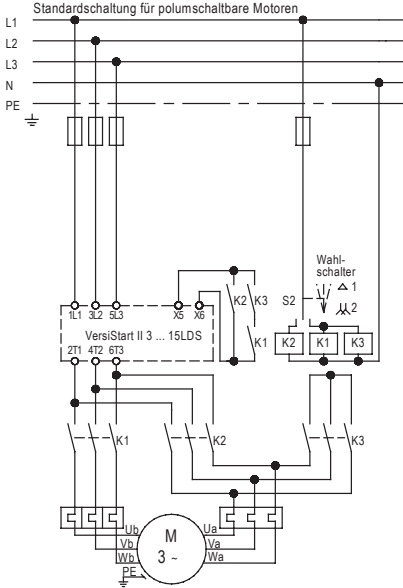 Standardschaltung für polumschaltbare Motoren
L1
L2
L3
N
PE
Wahl-
schalter
1
S2
2
1L1 3L2 5L3 X5 X6
K2 K3
VersiStart II 3 ... 15LDS
K1
K2 K1 K3
2T1 4T2 6T3
K1 K2 K3
Ub Ua
M
Vb Va
3 ~
Wb Wa
PE